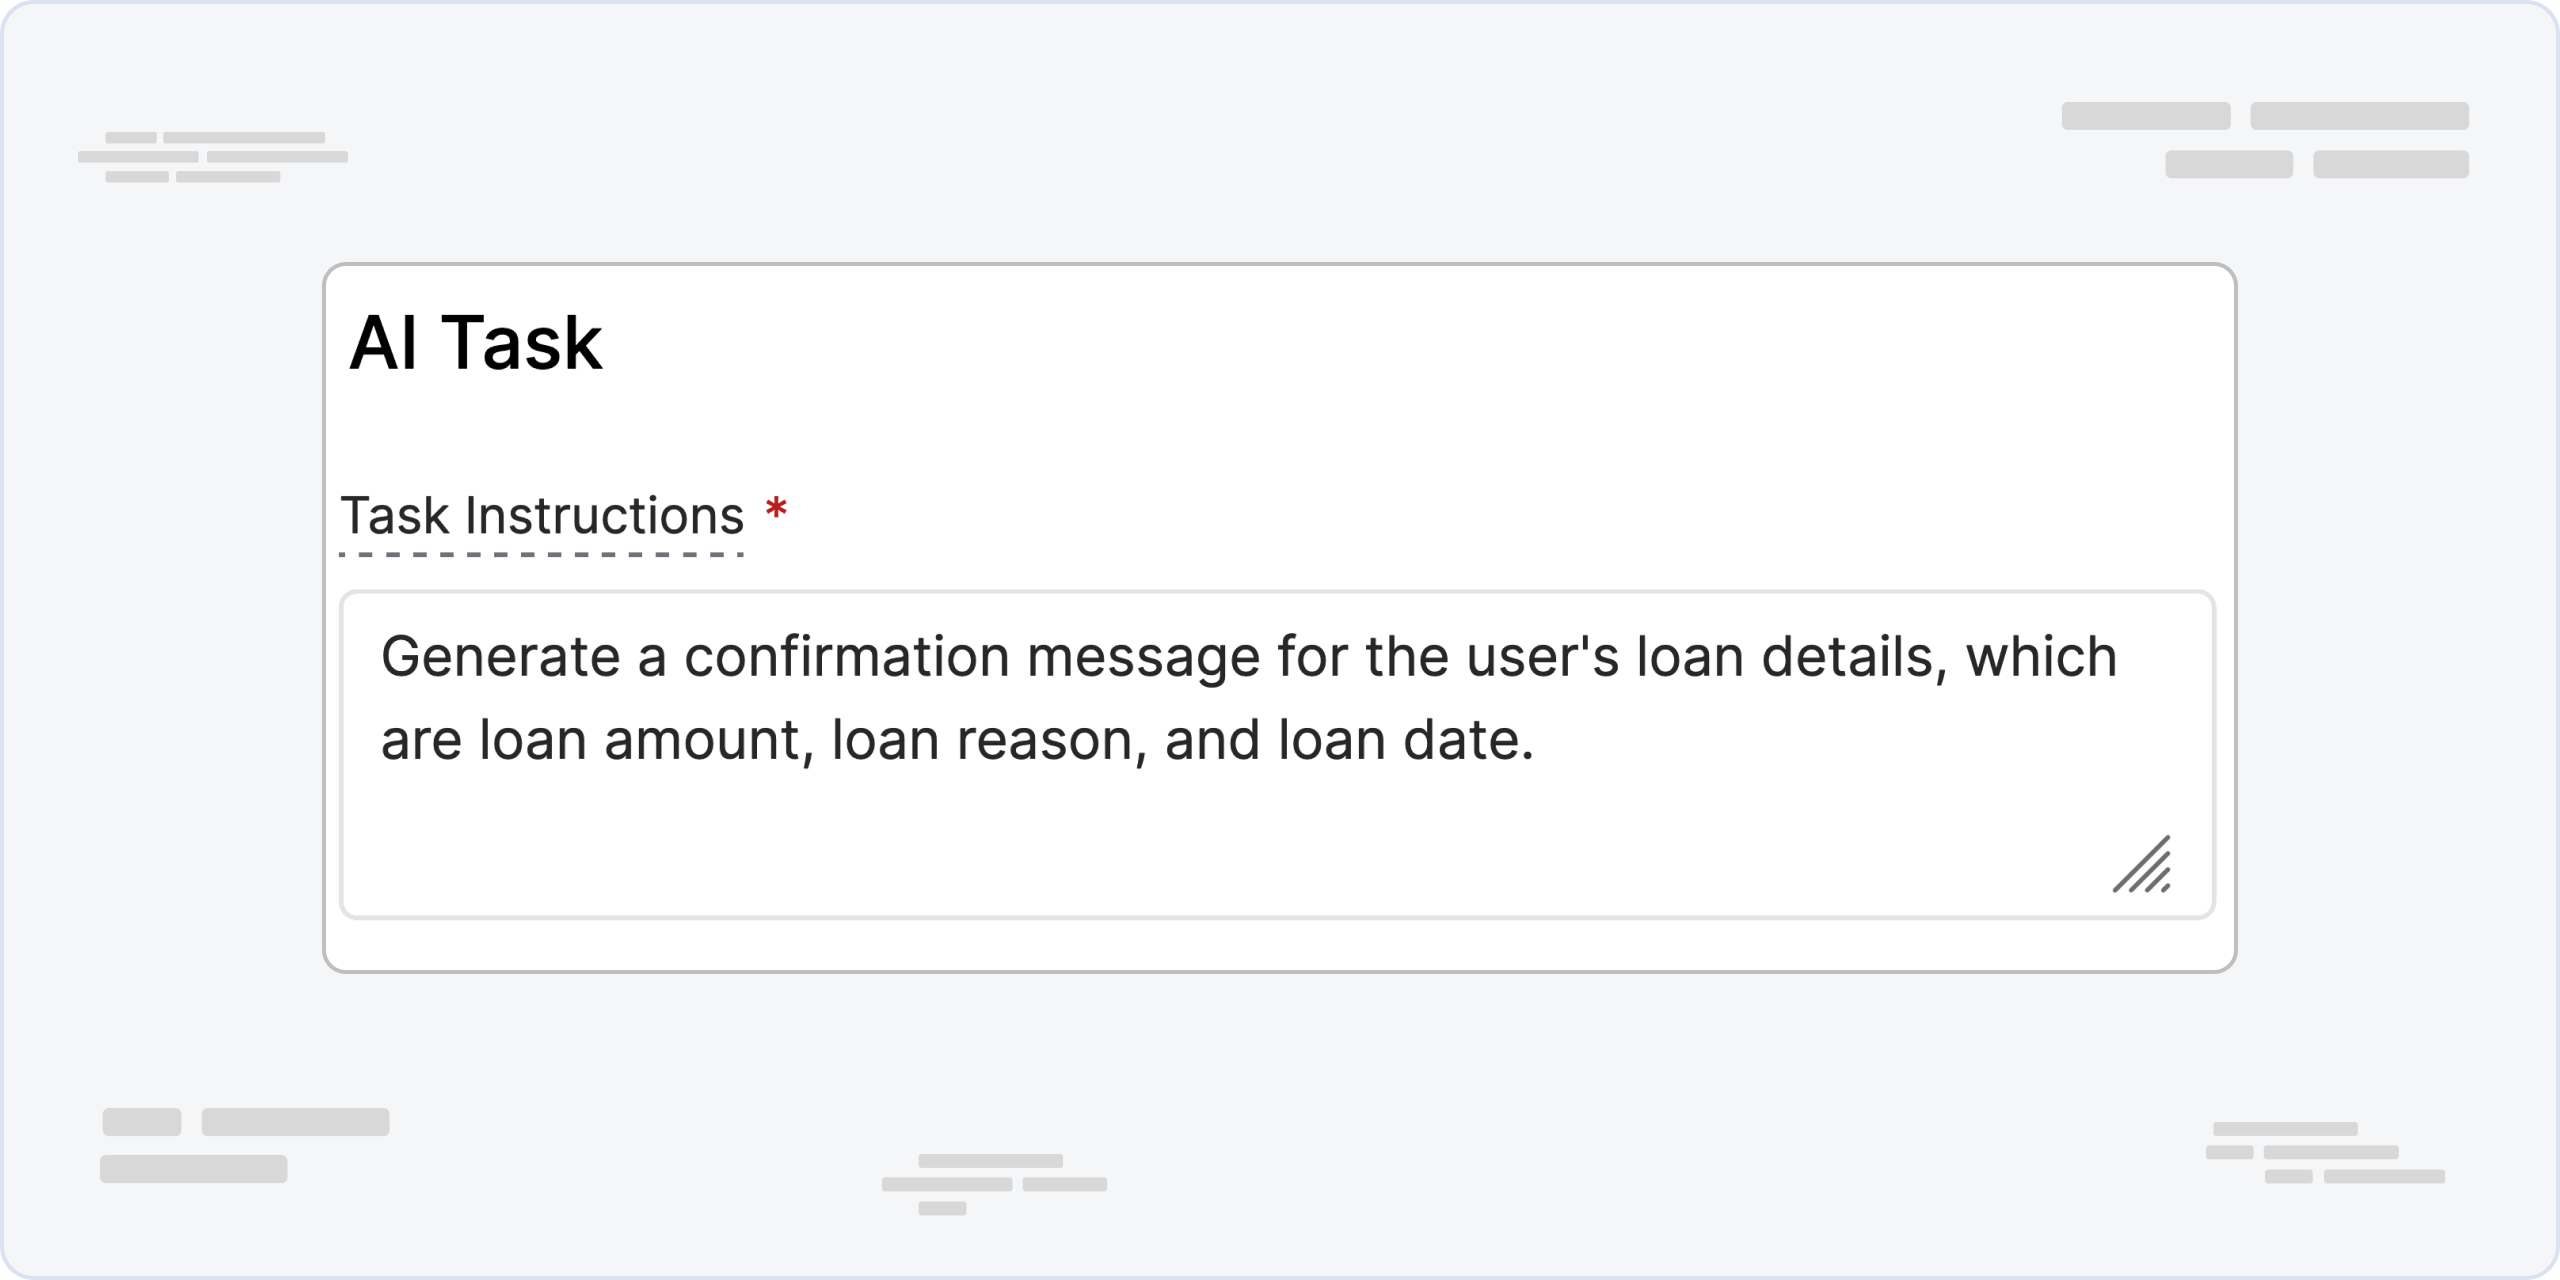 AI Task
Task Instructions *
Generate a confirmation message for the user's loan details, which
are loan amount, loan reason, and loan date.